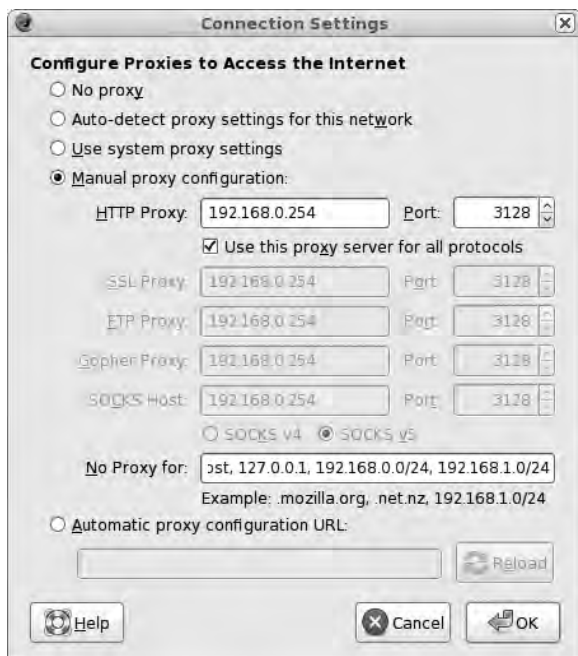 Connection Settings
Configure Proxies to Access the Internet
No proxy
Auto-detect proxy settings for this network
Use system proxy settings
Manual proxy configuration:
HTTP Proxy: 192.168.0.254 Port: 3128
Use this proxy server for all protocols
SSL Proxy: 192.168.0.254 Port: 3128
FTP Proxy: 192.168.0.254 Port: 3128
Gopher Proxy: 192.168.0.254 Port: 3128
SOCKS Host: 192.168.0.254 Port: 3128
SOCKS v4 SOCKS v5
No Proxy for: ost, 127.0.0.1, 192.168.0.0/24, 192.168.1.0/24
Example: .mozilla.org, .net.nz, 192.168.1.0/24
Automatic proxy configuration URL:
Reload
Help Cancel OK